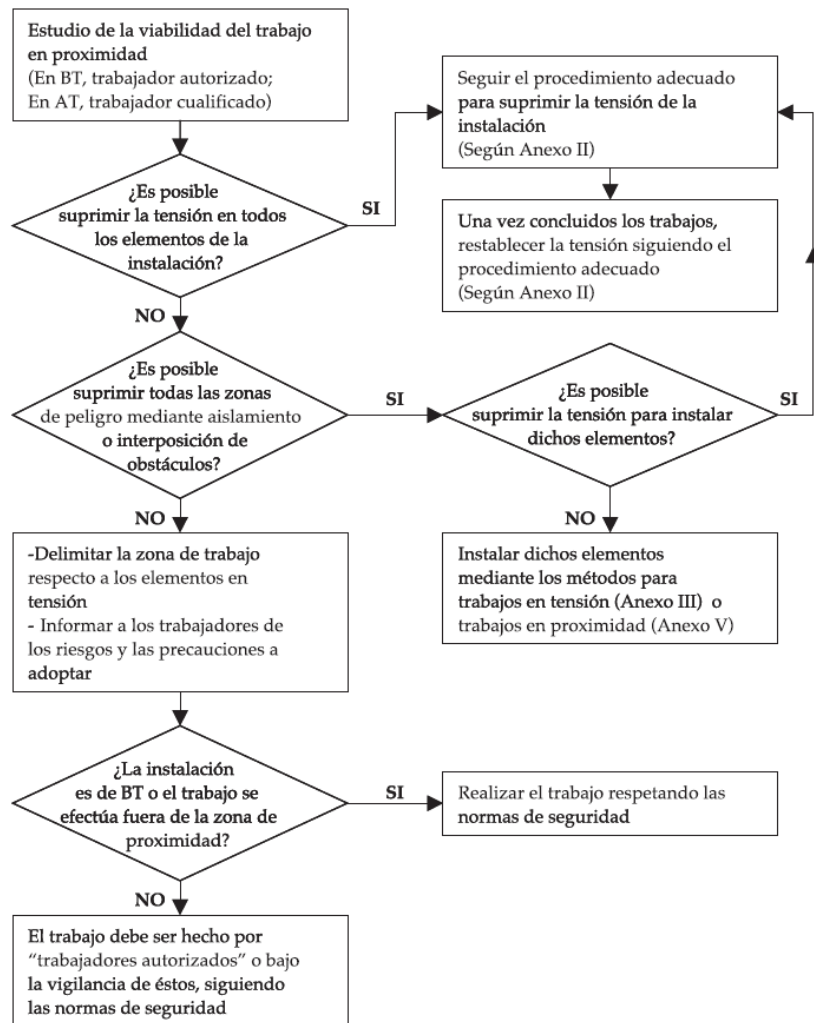 Estudio de la viabilidad del trabajo
en proximidad
(En BT, trabajador autorizado;
En AT, trabajador cualificado)
Seguir el procedimiento adecuado
para suprimir la tensión de la
instalación
(Según Anexo II)
¿Es posible
suprimir la tensión en todos
los elementos de la
instalación?
SI
Una vez concluidos los trabajos,
restablecer la tensión siguiendo el
procedimiento adecuado
(Según Anexo II)
NO
¿Es posible
suprimir todas las zonas
de peligro mediante aislamiento
o interposición de
obstáculos?
SI
¿Es posible
suprimir la tensión para instalar
dichos elementos?
SI
NO
NO
-Delimitar la zona de trabajo
respecto a los elementos en
tensión
- Informar a los trabajadores de
los riesgos y las precauciones a
adoptar
Instalar dichos elementos
mediante los métodos para
trabajos en tensión (Anexo III) o
trabajos en proximidad (Anexo V)
¿La instalación
es de BT o el trabajo se
efectúa fuera de la zona de
proximidad?
SI
Realizar el trabajo respetando las
normas de seguridad
NO
El trabajo debe ser hecho por
“trabajadores autorizados” o bajo
la vigilancia de éstos, siguiendo
las normas de seguridad